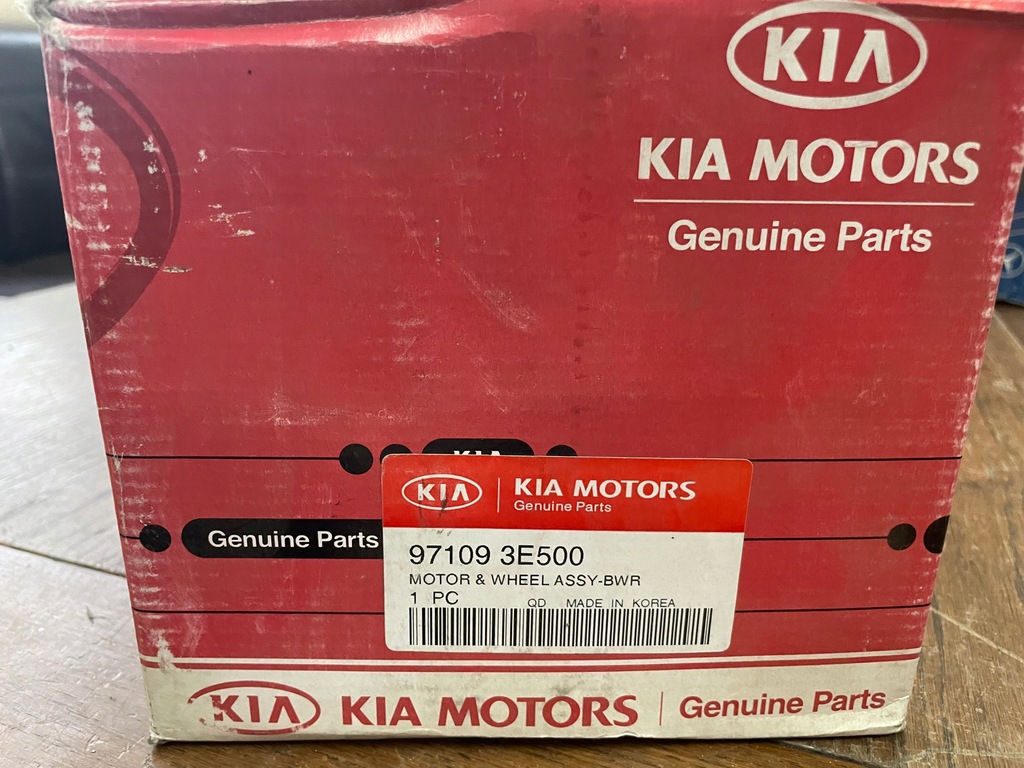 KIA
KIA MOTORS
Genuine Parts
KIA
Genuine Parts
KIA
KIA MOTORS
Genuine Parts
97109 3E500
MOTOR & WHEEL ASSY-BWR
1 PC QD MADE IN KOREA
KIA KIA MOTORS Genuine Parts